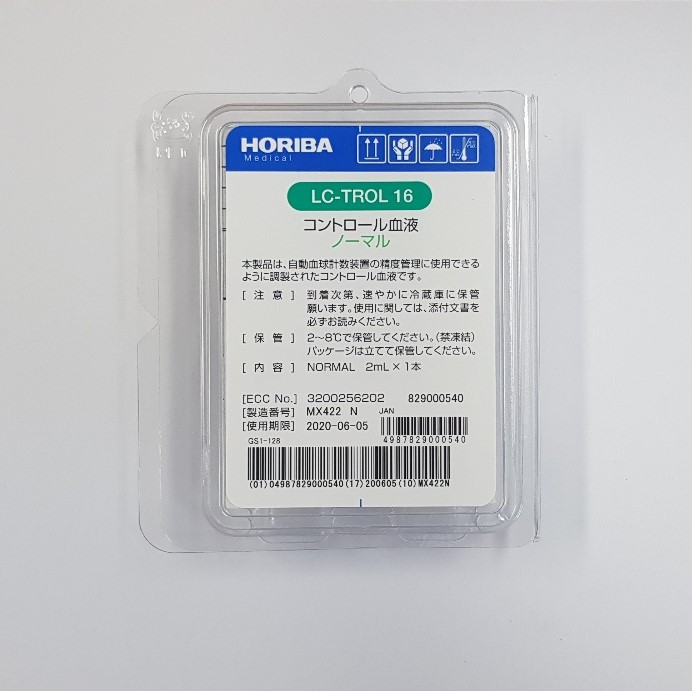 HORIBA
Medical
LC-TROL 16
コントロール血液
ノーマル
本製品は、自動血球計数装置の精度管理に使用できる
ように調製されたコントロール血液です。
[ 注 意 ] 到着次第、速やかに冷蔵庫に保管
願います。使用に関しては、添付文書を
必ずお読みください。
[ 保 管 ] 2～8℃で保管してください。(禁凍結)
パッケージは立てて保管してください。
[ 内 容 ] NORMAL 2mL × 1本
[ECC No.] 3200256202 829000540
[製造番号] MX422 N JAN
[使用期限] 2020-06-05
4987829000540
GS1-128
(01)04987829000540(17)200605(10)MX422N